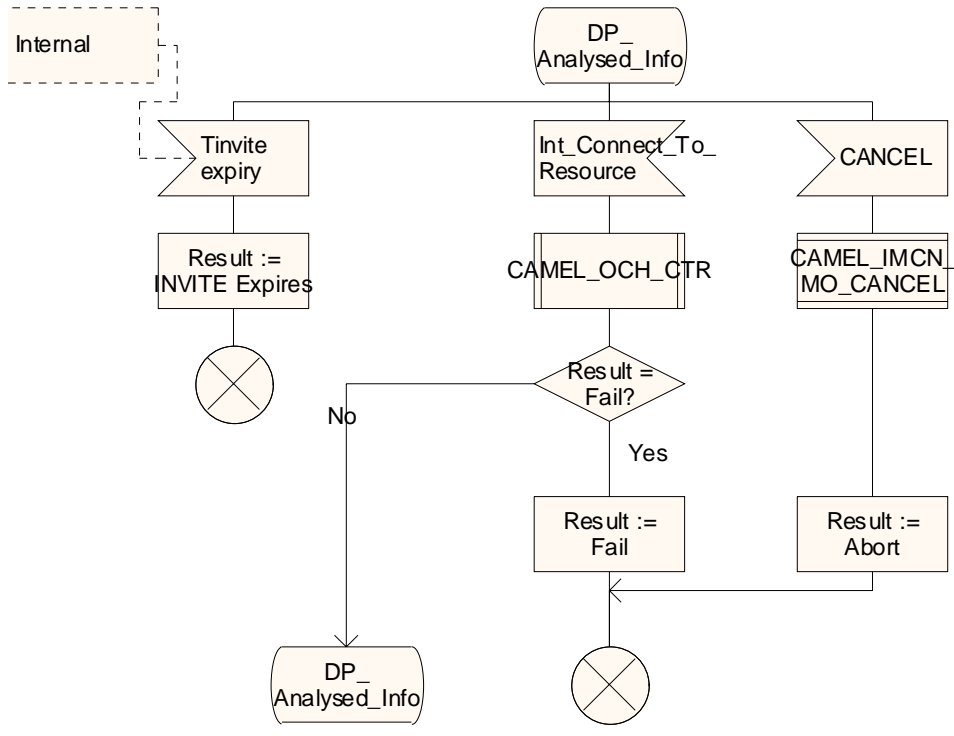 Internal
DP_
Analysed_Info
Tinvite
expiry
Int_Connect_To_
Resource
CANCEL
Result :=
INVITE Expires
CAMEL_OCH_CTR
CAMEL_IMCN_
MO_CANCEL
Result =
Fail?
No
Yes
Result :=
Fail
Result :=
Abort
DP_
Analysed_Info